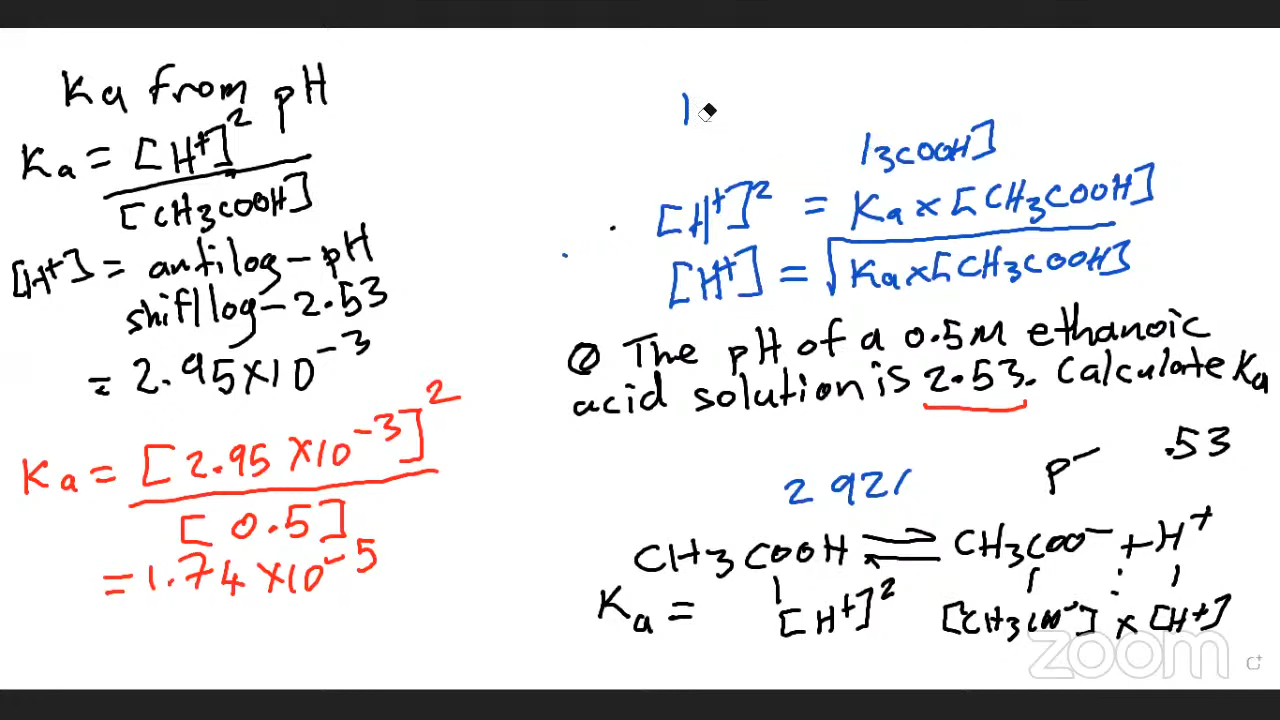 Ka from pH
Ka = [H+]²
[CH3COOH]
[H+] = antilog - pH
shift/log - 2.53
= 2.95×10⁻³
Ka = [2.95×10⁻³]²
[0.5]
= 1.74×10⁻⁵
3COOH]
[H+]² = Ka × [CH3COOH]
[H+] = √Ka×[CH3COOH]
Q The pH of a 0.5M ethanoic
acid solution is 2.53. Calculate Ka
.53
2 92
CH3COOH ⇌ CH3COO⁻ + H+
Ka = [H+]² [CH3COO⁻] × [H+]
zoom